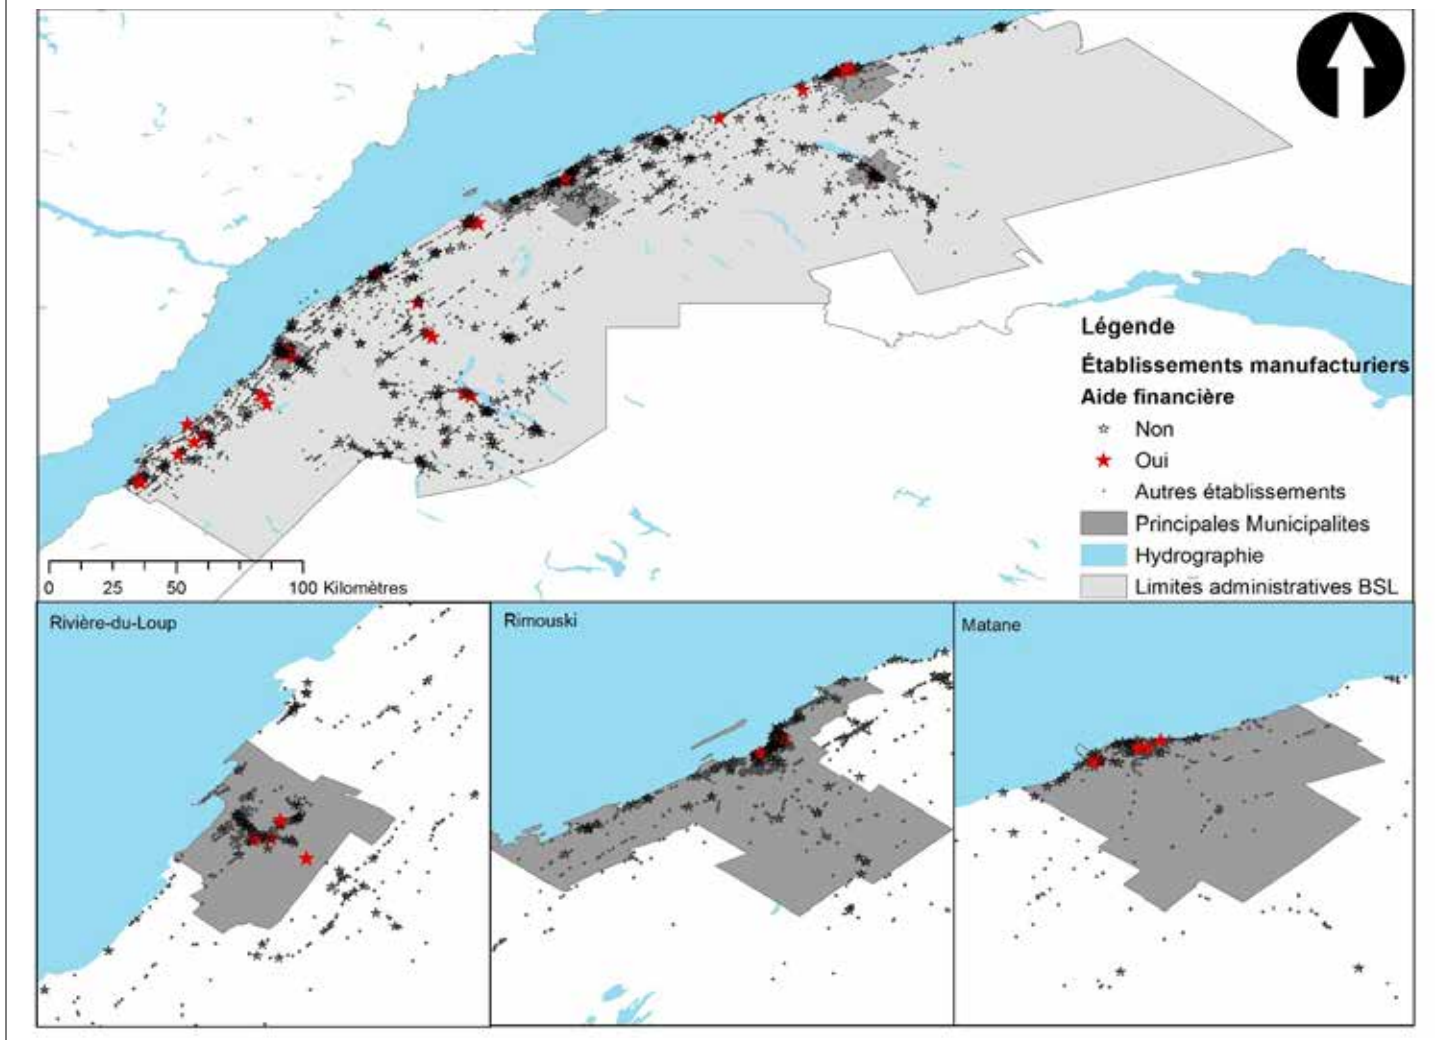 Légende
Établissements manufacturiers
Aide financière
Non
Oui
Autres établissements
Principales Municipalites
Hydrographie
Limites administratives BSL
0 25 50 100 Kilomètres
Rivière-du-Loup
Rimouski
Matane